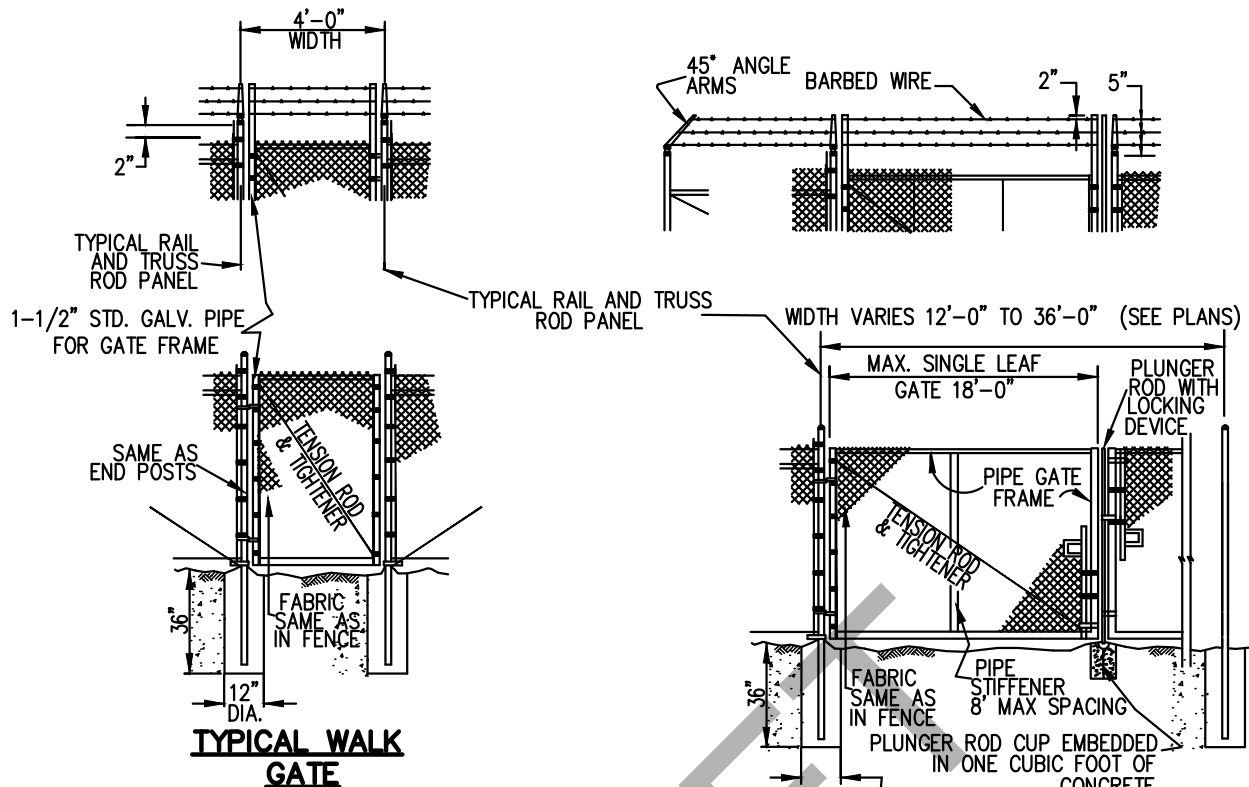 4'-0"
WIDTH
2"
TYPICAL RAIL
AND TRUSS
ROD PANEL
1-1/2" STD. GALV. PIPE
FOR GATE FRAME
SAME AS
END POSTS
TENSION ROD
& TIGHTENER
FABRIC
SAME AS
IN FENCE
36"
12"
DIA.
TYPICAL WALK
GATE
45° ANGLE
ARMS
BARBED WIRE
2"
5"
TYPICAL RAIL AND TRUSS
ROD PANEL
WIDTH VARIES 12'-0" TO 36'-0" (SEE PLANS)
MAX. SINGLE LEAF
GATE 18'-0"
PLUNGER
ROD WITH
LOCKING
DEVICE
PIPE GATE
FRAME
TENSION ROD
& TIGHTENER
36"
FABRIC
SAME AS
IN FENCE
PIPE
STIFFENER
8' MAX SPACING
PLUNGER ROD CUP EMBEDDED
IN ONE CUBIC FOOT OF
CONCRETE